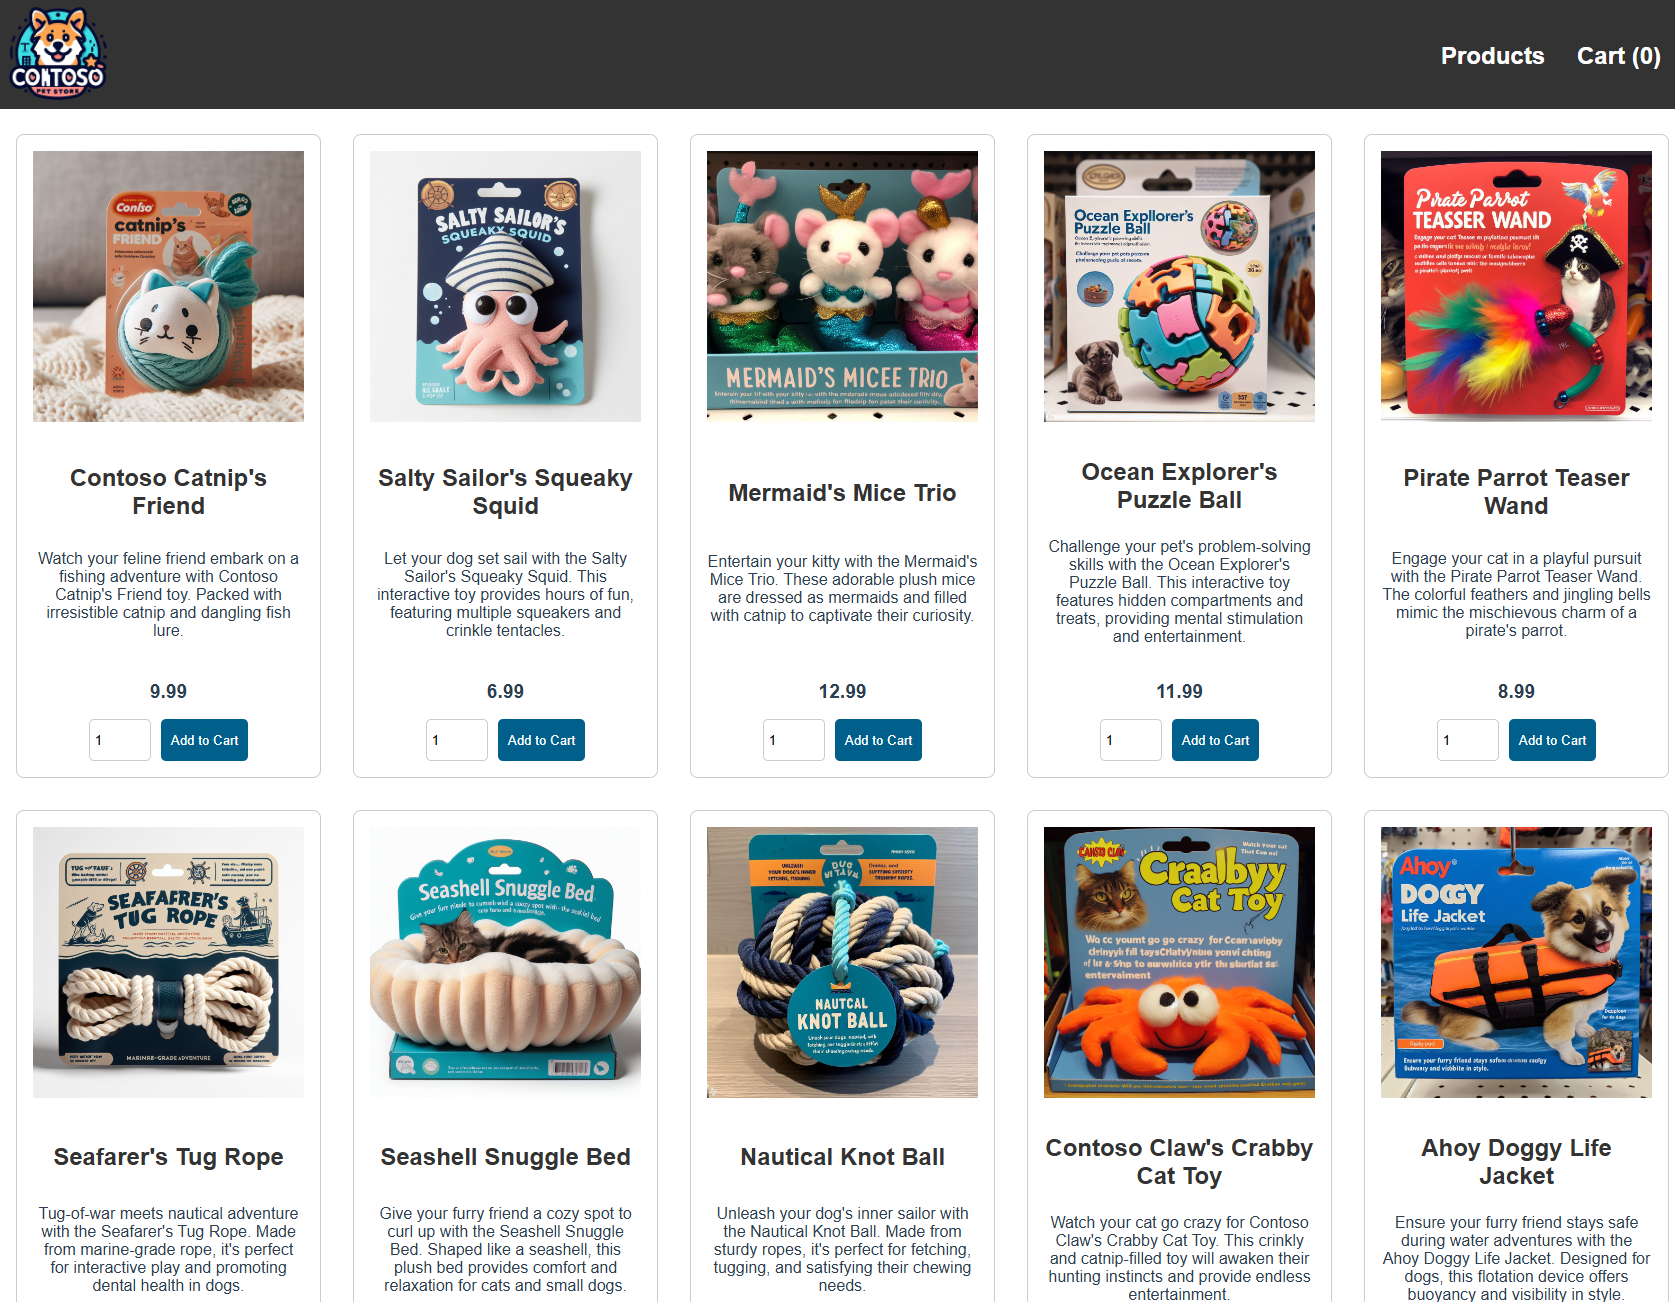 CONTOSO
PET STORE
Products
Cart (0)
Conlso
catnip's
FRIEND
SALTY SAILOR'S
SQUEAKY SQUID
MERMAID'S MICEE TRIO
Ocean Expllorer's
Puzzle Ball
Pirate Parrot
TEASSER WAND
Contoso Catnip's
Friend
Watch your feline friend embark on a
fishing adventure with Contoso
Catnip's Friend toy. Packed with
irresistible catnip and dangling fish
lure.
9.99
1
Add to Cart
Salty Sailor's Squeaky
Squid
Let your dog set sail with the Salty
Sailor's Squeaky Squid. This
interactive toy provides hours of fun,
featuring multiple squeakers and
crinkle tentacles.
6.99
1
Add to Cart
Mermaid's Mice Trio
Entertain your kitty with the Mermaid's
Mice Trio. These adorable plush mice
are dressed as mermaids and filled
with catnip to captivate their curiosity.
12.99
1
Add to Cart
Ocean Explorer's
Puzzle Ball
Challenge your pet's problem-solving
skills with the Ocean Explorer's
Puzzle Ball. This interactive toy
features hidden compartments and
treats, providing mental stimulation
and entertainment.
11.99
1
Add to Cart
Pirate Parrot Teaser
Wand
Engage your cat in a playful pursuit
with the Pirate Parrot Teaser Wand.
The colorful feathers and jingling bells
mimic the mischievous charm of a
pirate's parrot.
8.99
1
Add to Cart
SEAFAFRER'S
TUG ROPE
MARINRE-GRADE ADVENTURE
Seashell Snuggle Bed
UNLEASH
YOUR DOG'S INNER
NAUTCAL
KNOT BALL
Craalbyy
Cat Toy
Ahoy
DOGGY
Life Jacket
Ensure your furry friend stays
Seafarer's Tug Rope
Tug-of-war meets nautical adventure
with the Seafarer's Tug Rope. Made
from marine-grade rope, it's perfect
for interactive play and promoting
dental health in dogs.
Seashell Snuggle Bed
Give your furry friend a cozy spot to
curl up with the Seashell Snuggle
Bed. Shaped like a seashell, this
plush bed provides comfort and
relaxation for cats and small dogs.
Nautical Knot Ball
Unleash your dog's inner sailor with
the Nautical Knot Ball. Made from
sturdy ropes, it's perfect for fetching,
tugging, and satisfying their chewing
needs.
Contoso Claw's Crabby
Cat Toy
Watch your cat go crazy for Contoso
Claw's Crabby Cat Toy. This crinkly
and catnip-filled toy will awaken their
hunting instincts and provide endless
entertainment.
Ahoy Doggy Life
Jacket
Ensure your furry friend stays safe
during water adventures with the
Ahoy Doggy Life Jacket. Designed for
dogs, this flotation device offers
buoyancy and visibility in style.